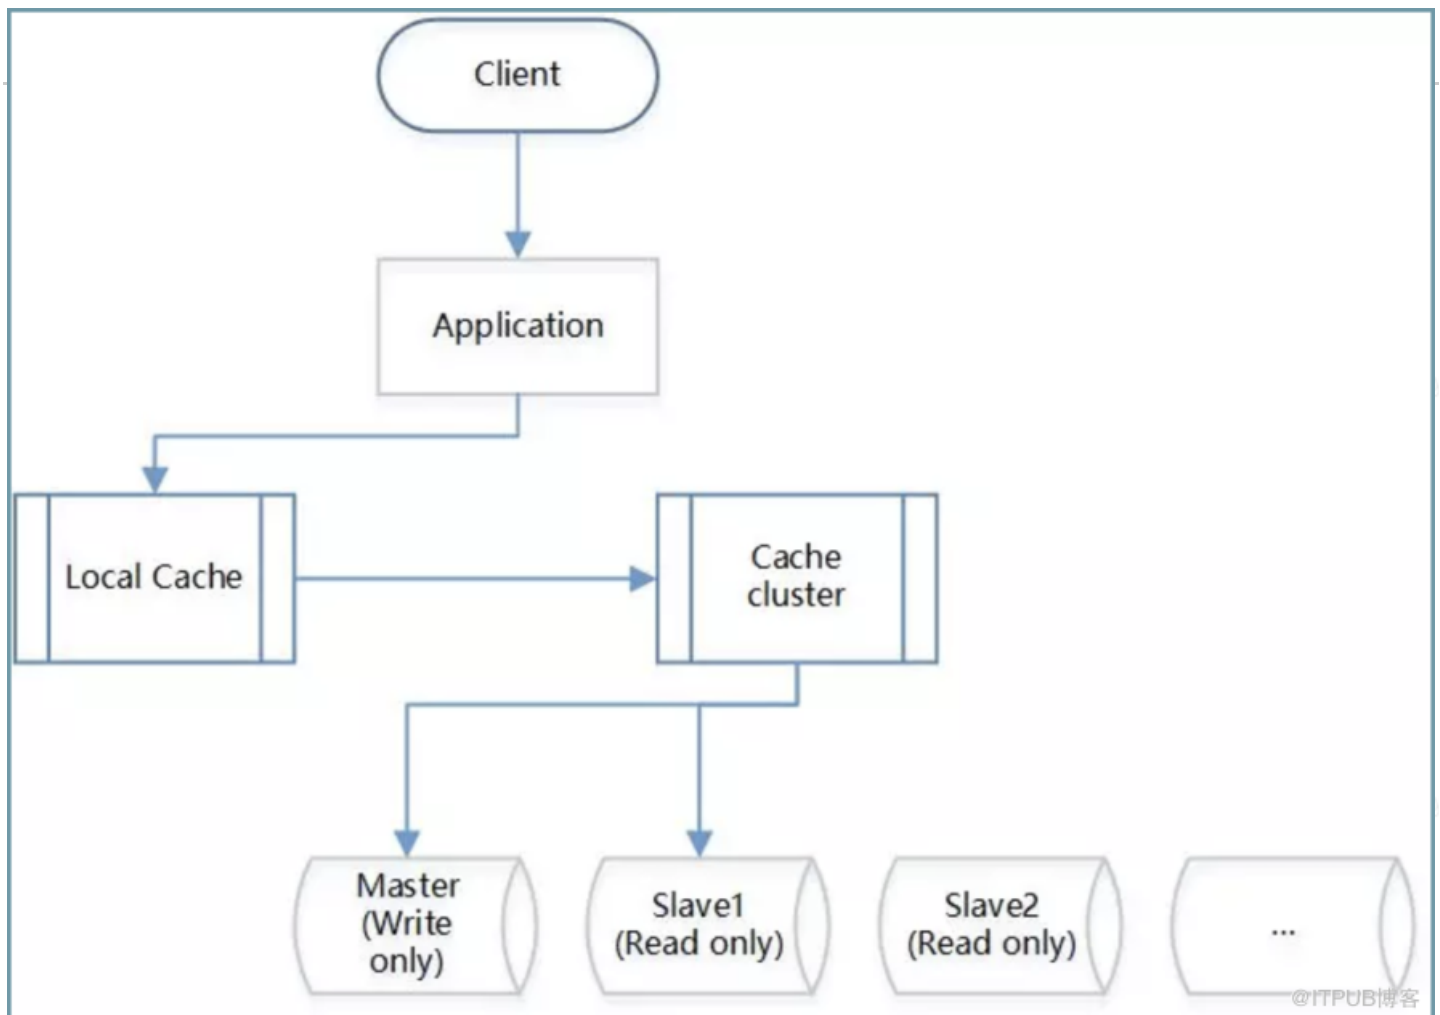 Client
Application
Local Cache
Cache
cluster
Master
(Write
only)
Slave1
(Read only)
Slave2
(Read only)
...
@ITPUB博客